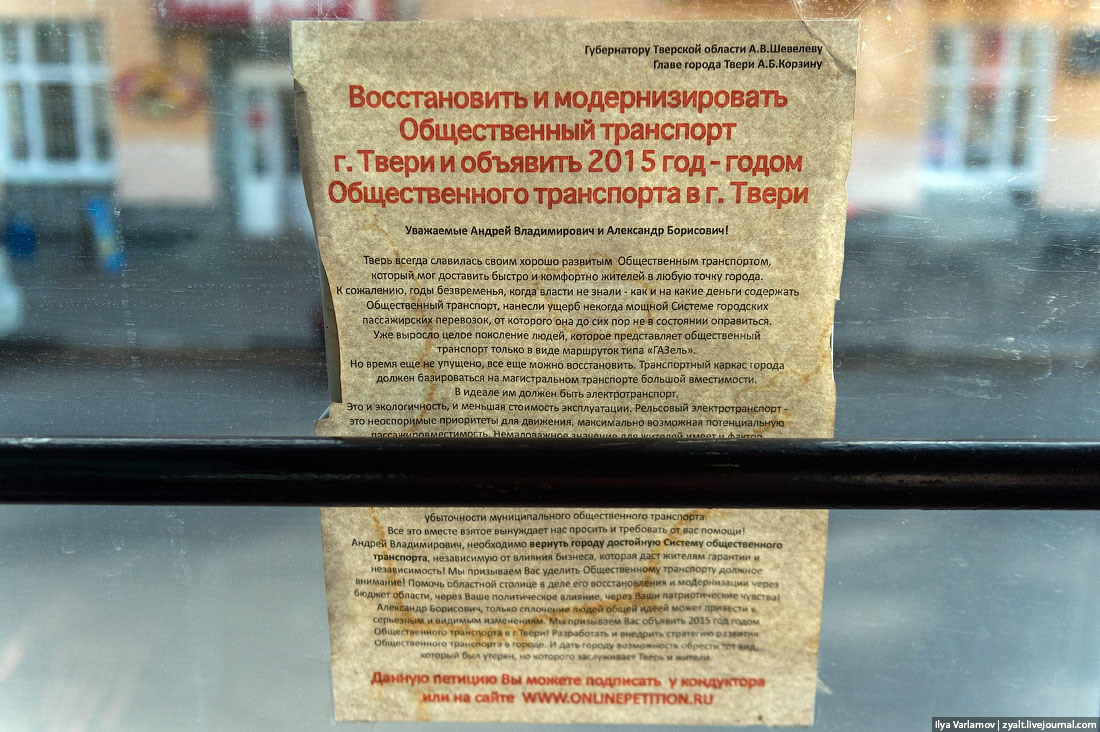 Губернатору Тверской области А.В.Шевелеву
Главе города Твери А.Б.Корзину
Восстановить и модернизировать
Общественный транспорт
г. Твери и объявить 2015 год - годом
Общественного транспорта в г. Твери
Уважаемые Андрей Владимирович и Александр Борисович!
Тверь всегда славилась своим хорошо развитым Общественным транспортом,
который мог доставить быстро и комфортно жителей в любую точку города.
К сожалению, годы безвременья, когда власти не знали - как и на какие деньги содержать
Общественный транспорт, нанесли ущерб некогда мощной Системе городских
пассажирских перевозок, от которого она до сих пор не в состоянии оправиться.
Уже выросло целое поколение людей, которое представляет общественный
транспорт только в виде маршруток типа «ГАЗель».
Но время еще не упущено, все еще можно восстановить. Транспортный каркас города
должен базироваться на магистральном транспорте большой вместимости.
В идеале им должен быть электротранспорт.
Это и экологичность, и меньшая стоимость эксплуатации. Рельсовый электротранспорт -
это неоспоримые приоритеты для движения, максимально возможная потенциальную
пассажировместимость. Немаловажное значение для жителей имеет и фактор
убыточности муниципального общественного транспорта.
Все это вместе взятое вынуждает нас просить и требовать от вас помощи!
Андрей Владимирович, необходимо вернуть городу достойную Систему общественного
транспорта, независимую от влияния бизнеса, которая даст жителям гарантии и
независимость! Мы призываем Вас уделить Общественному транспорту должное
внимание! Помочь областной столице в деле его восстановления и модернизации через
бюджет области, через Ваше политическое влияние, через Ваши патриотические чувства!
Александр Борисович, только сплочение людей общей идеей может привести к
серьезным и видимым изменениям. Мы призываем Вас объявить 2015 год годом
Общественного транспорта в г.Твери! Разработать и внедрить стратегию развития
Общественного транспорта в городе. И дать городу возможность обрести тот вид,
который был утерян, но которого заслуживает Тверь и жители.
Данную петицию Вы можете подписать у кондуктора
или на сайте WWW.ONLINEPETITION.RU
Ilya Varlamov | zyalt.livejournal.com